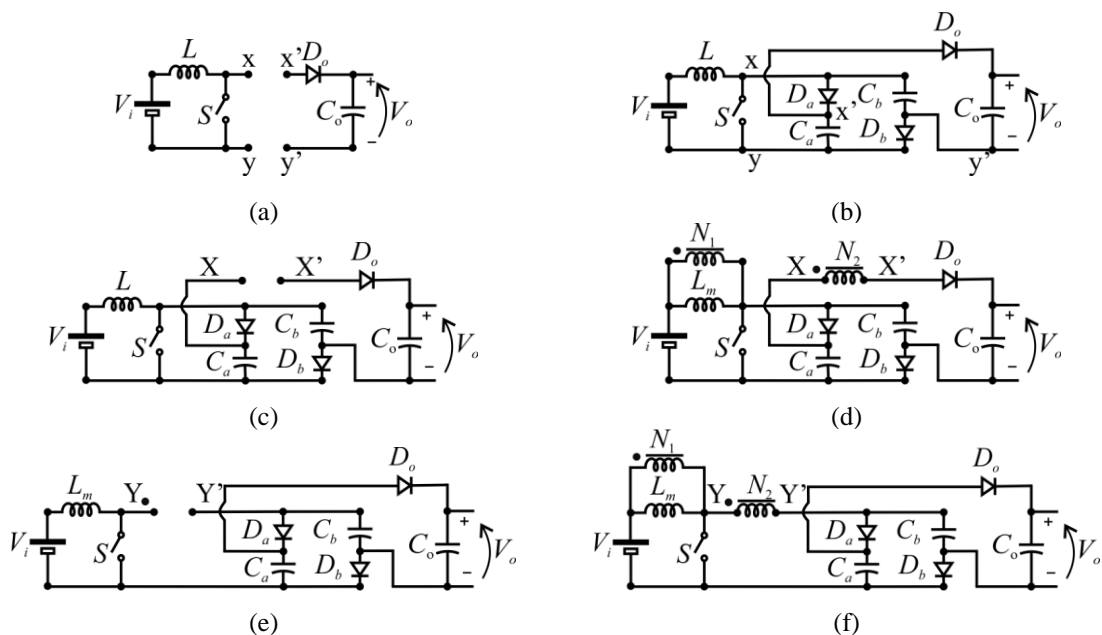 L x x' D_o
V_i S C_o + − V_o
y y'
(a)
D_o
L x D_a x' C_b
V_i S C_a D_b C_o + − V_o
y y'
(b)
X X' D_o
L D_a C_b
V_i S C_a D_b C_o + − V_o
(c)
N_1 X N_2 X' D_o
L_m D_a C_b
V_i S C_a D_b C_o + − V_o
(d)
D_o
L_m Y Y' D_a C_b
V_i S C_a D_b C_o + − V_o
(e)
N_1 D_o
L_m Y N_2 Y' D_a C_b
V_i S C_a D_b C_o + − V_o
(f)